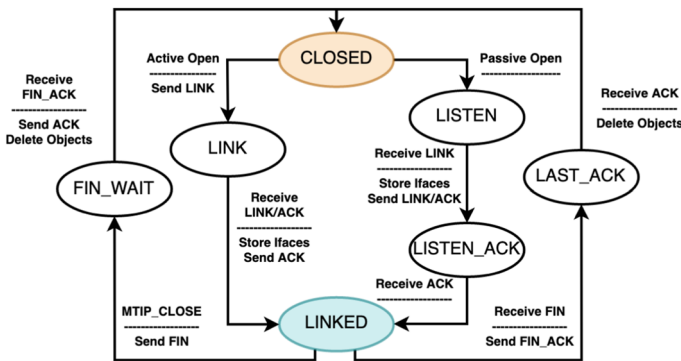 CLOSED
Active Open
Send LINK
Passive Open
Receive
FIN_ACK
Send ACK
Delete Objects
Receive ACK
Delete Objects
LISTEN
LINK
Receive LINK
Store Ifaces
Send LINK/ACK
FIN_WAIT
LAST_ACK
Receive
LINK/ACK
Store Ifaces
Send ACK
LISTEN_ACK
Receive ACK
MTIP_CLOSE
Send FIN
LINKED
Receive FIN
Send FIN_ACK